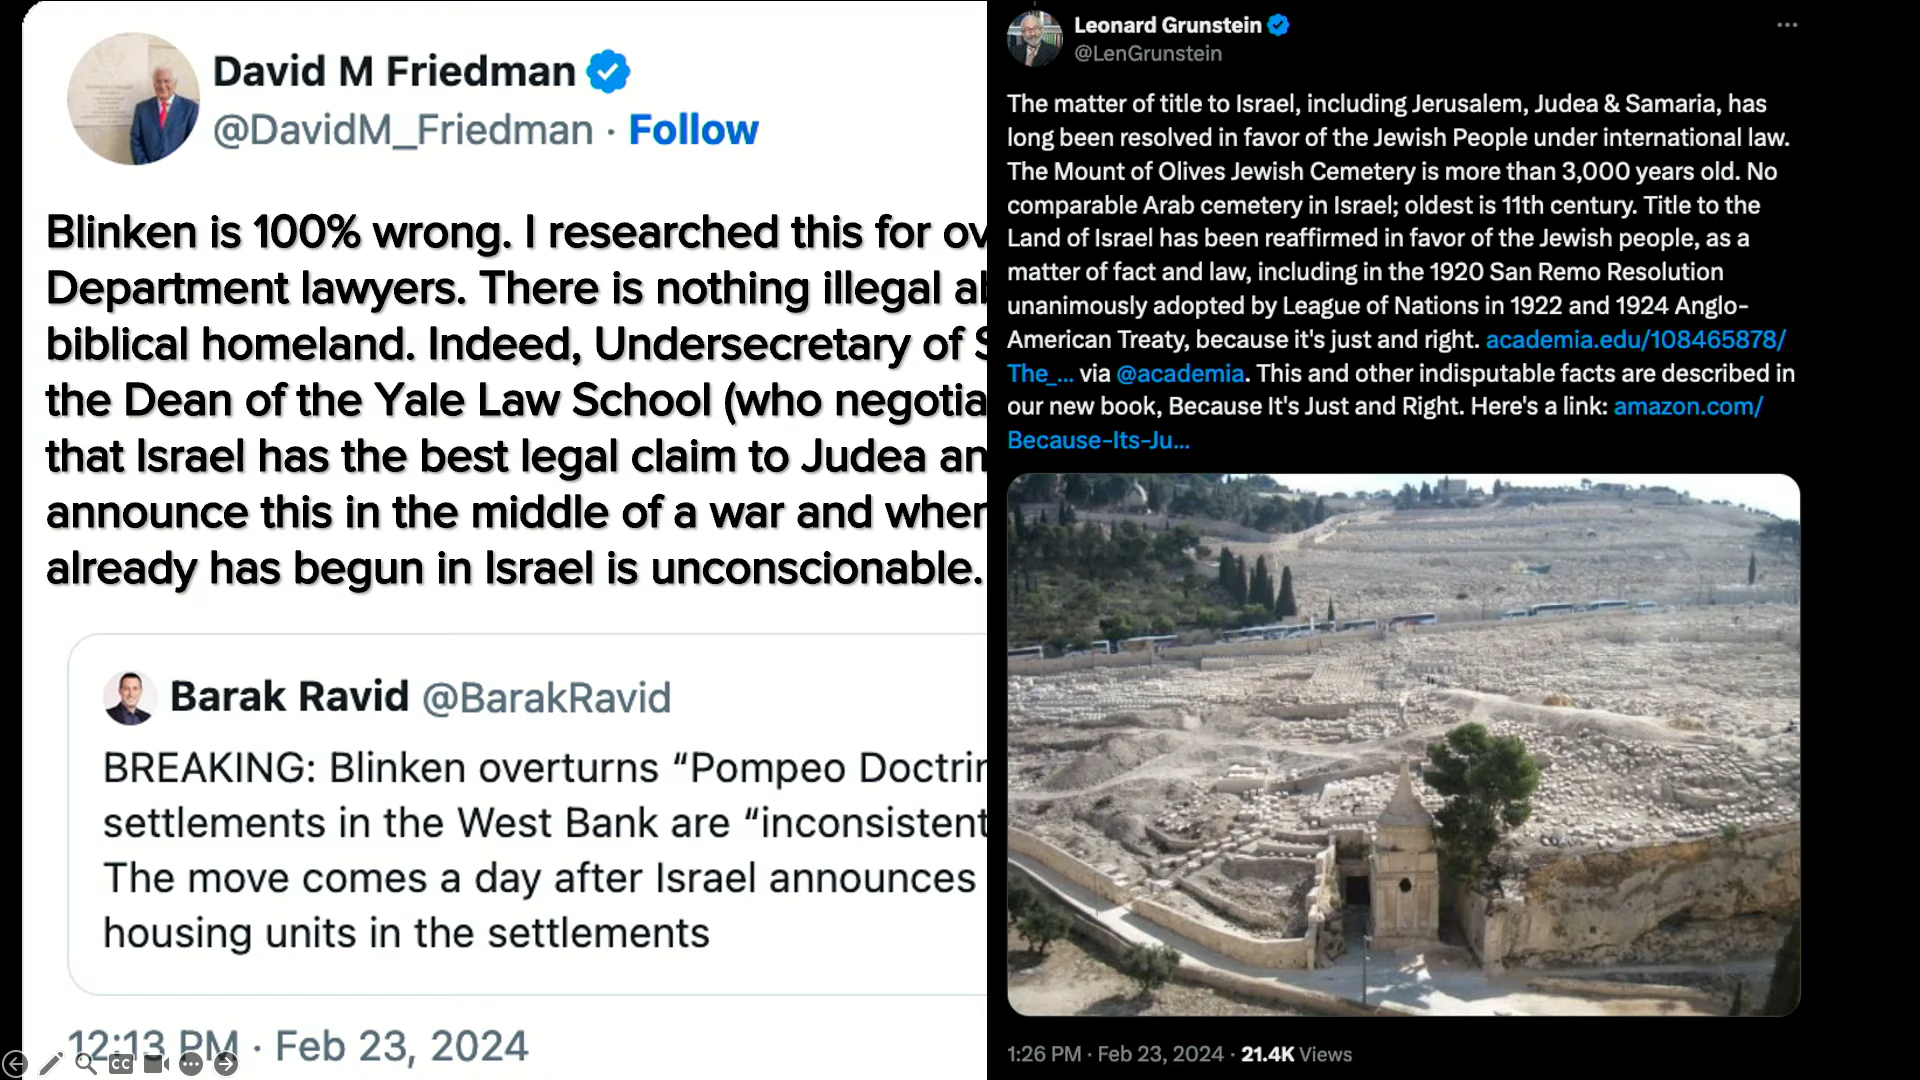 David M Friedman
@DavidM_Friedman · Follow
Blinken is 100% wrong. I researched this for ov
Department lawyers. There is nothing illegal a
biblical homeland. Indeed, Undersecretary of S
the Dean of the Yale Law School (who negotia
that Israel has the best legal claim to Judea an
announce this in the middle of a war and when
already has begun in Israel is unconscionable.
Barak Ravid @BarakRavid
BREAKING: Blinken overturns “Pompeo Doctrin
settlements in the West Bank are “inconsistent
The move comes a day after Israel announces
housing units in the settlements
12:13 PM · Feb 23, 2024
CC
Leonard Grunstein
@LenGrunstein
The matter of title to Israel, including Jerusalem, Judea & Samaria, has
long been resolved in favor of the Jewish People under international law.
The Mount of Olives Jewish Cemetery is more than 3,000 years old. No
comparable Arab cemetery in Israel; oldest is 11th century. Title to the
Land of Israel has been reaffirmed in favor of the Jewish people, as a
matter of fact and law, including in the 1920 San Remo Resolution
unanimously adopted by League of Nations in 1922 and 1924 Anglo-
American Treaty, because it's just and right. academia.edu/108465878/
The_... via @academia. This and other indisputable facts are described in
our new book, Because It's Just and Right. Here's a link: amazon.com/
Because-Its-Ju...
1:26 PM · Feb 23, 2024 · 21.4K Views